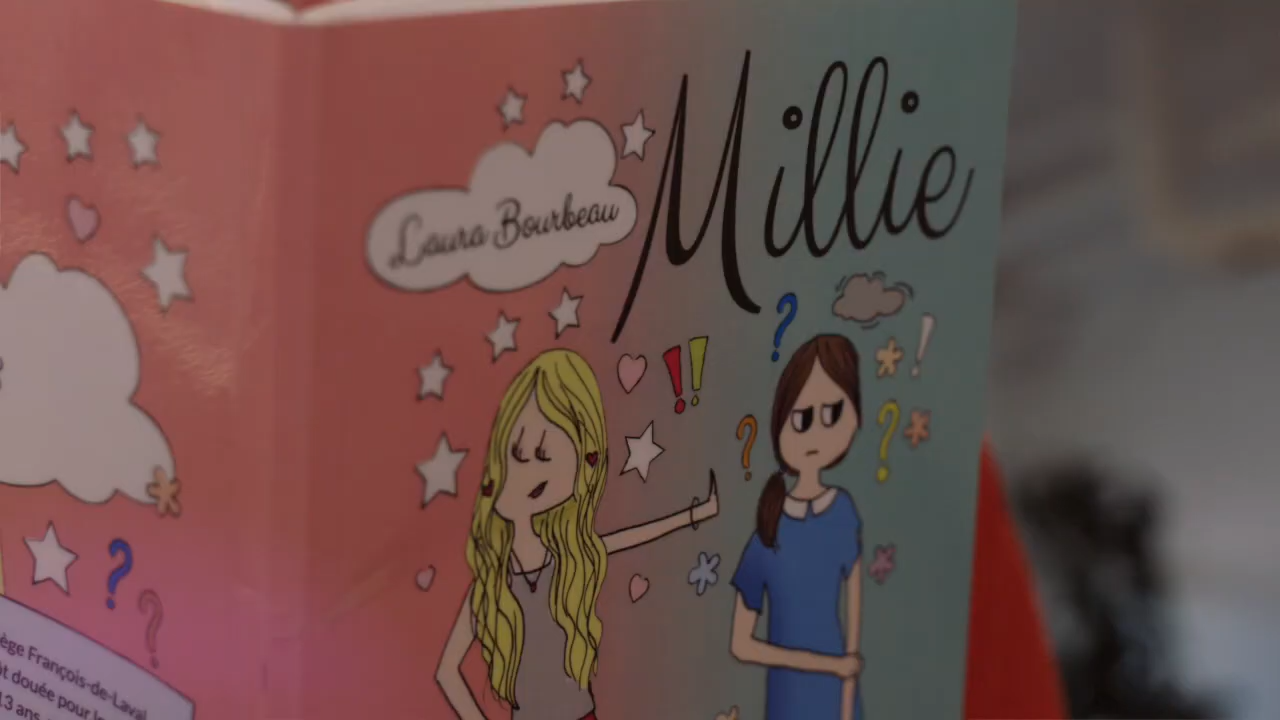 Laura Bourbeau
Millie
ège François-de-Laval
t douée pour
13 ans